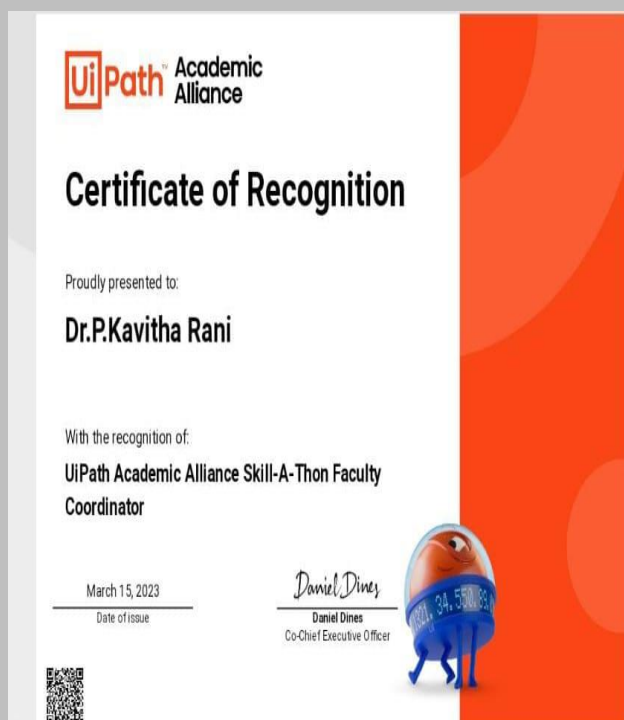 UiPath Academic
Alliance
Certificate of Recognition
Proudly presented to:
Dr.P.Kavitha Rani
With the recognition of:
UiPath Academic Alliance Skill-A-Thon Faculty
Coordinator
Daniel Dines
March 15, 2023
Date of issue
Daniel Dines
Co-Chief Executive Officer